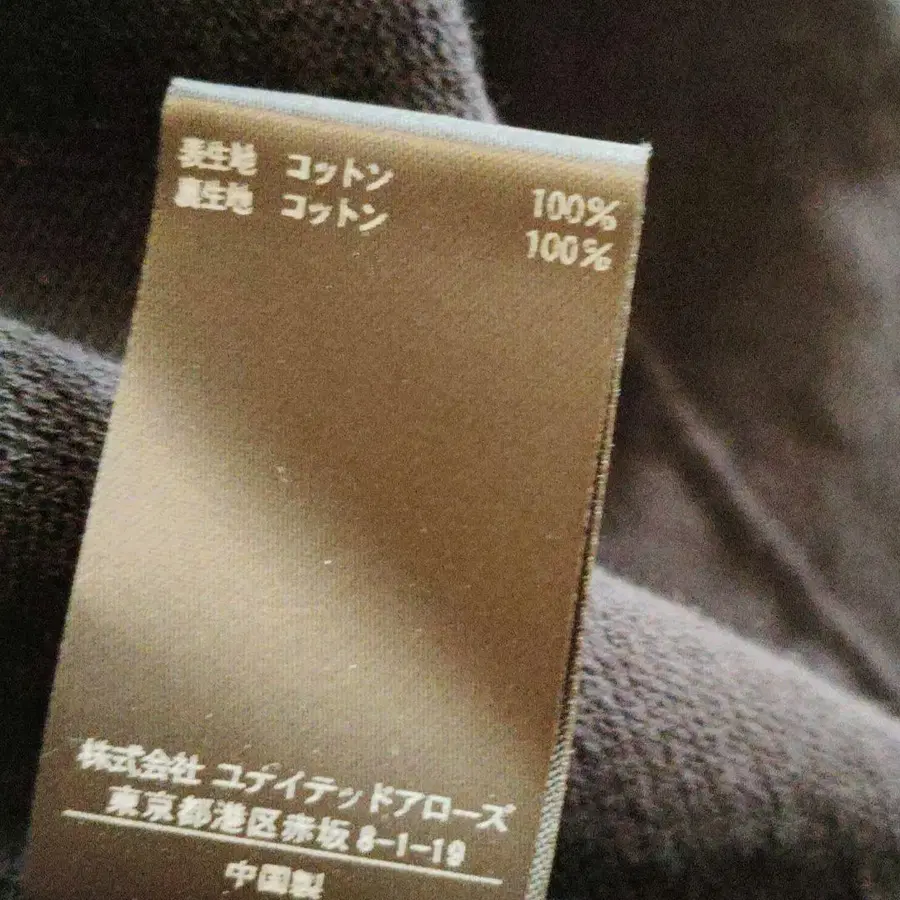 表生地 コットン 100%
裏生地 コットン 100%
株式会社 ユナイテッドアローズ
東京都港区赤坂 8-1-19
中国製